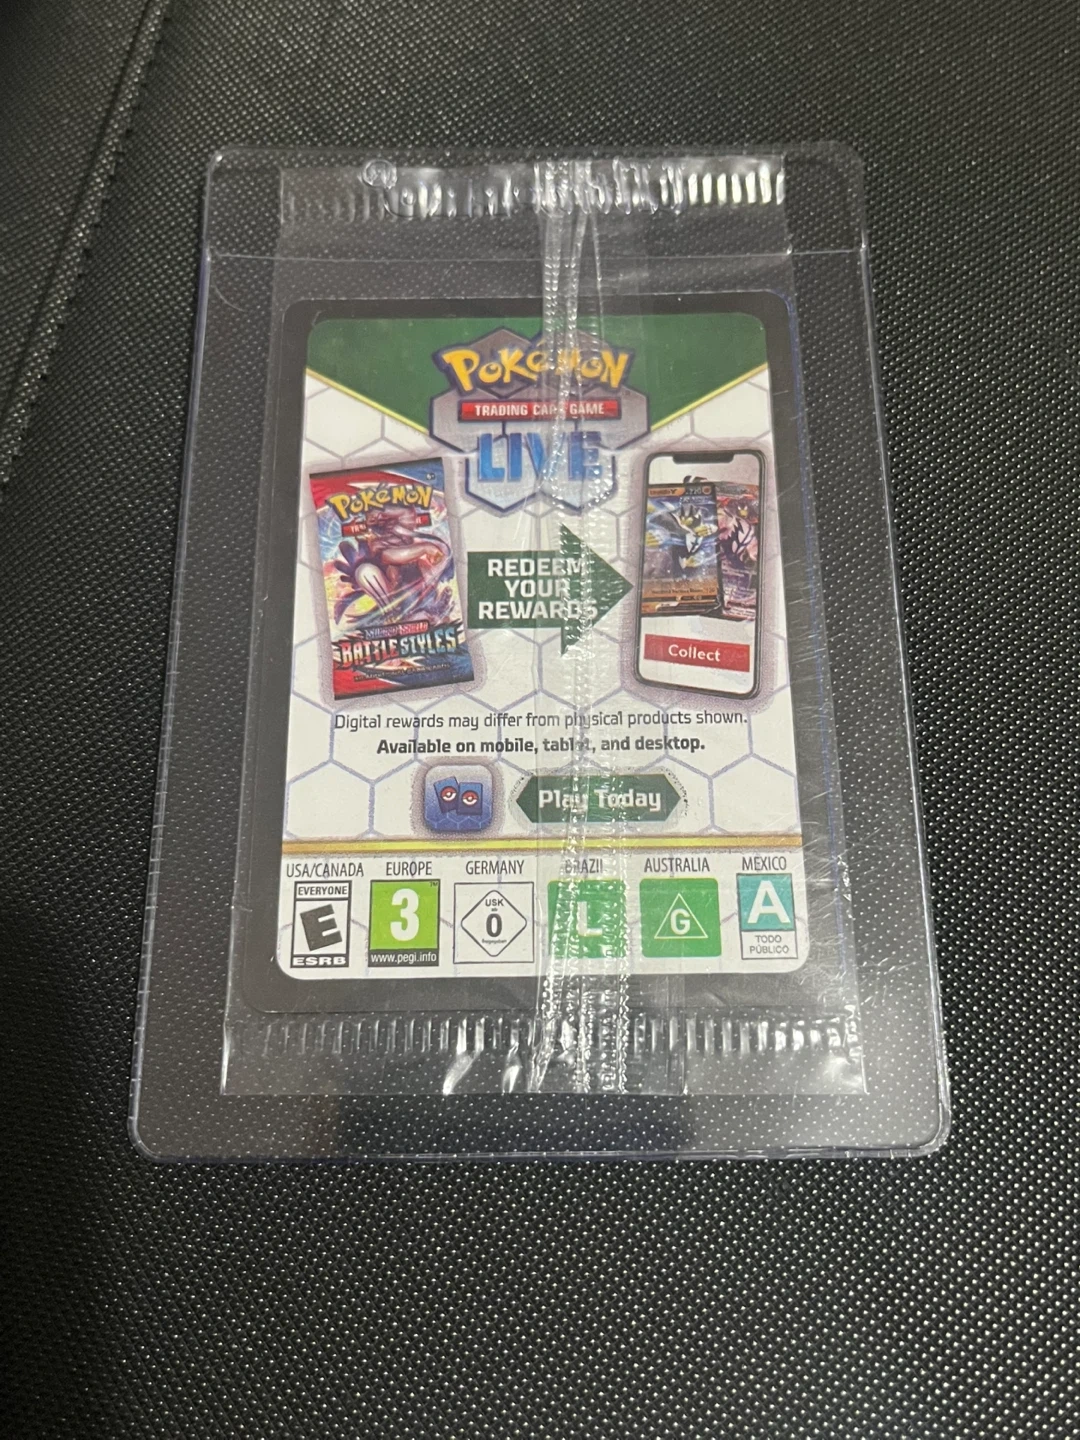 POKéMON
TRADING CARD GAME
LIVE
POKéMON
BATTLE STYLES
REDEEM
YOUR
REWARDS
Collect
Digital rewards may differ from physical products shown.
Available on mobile, tablet, and desktop.
Play Today
USA/CANADA EUROPE GERMANY BRAZIL AUSTRALIA MEXICO
EVERYONE
E
ESRB
3
www.pegi.info
USK
0
L
G
A
TODO
PÚBLICO